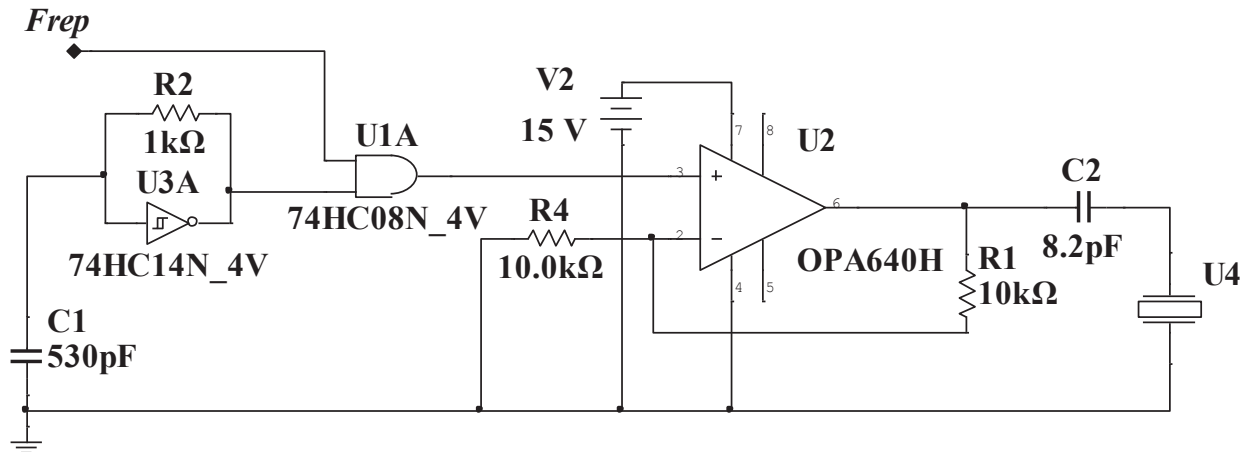 Frep
R2
1kΩ
U3A
74HC14N_4V
C1
530pF
U1A
74HC08N_4V
V2
15 V
R4
10.0kΩ
3
2
7
8
4
5
6
U2
OPA640H
R1
10kΩ
C2
8.2pF
U4